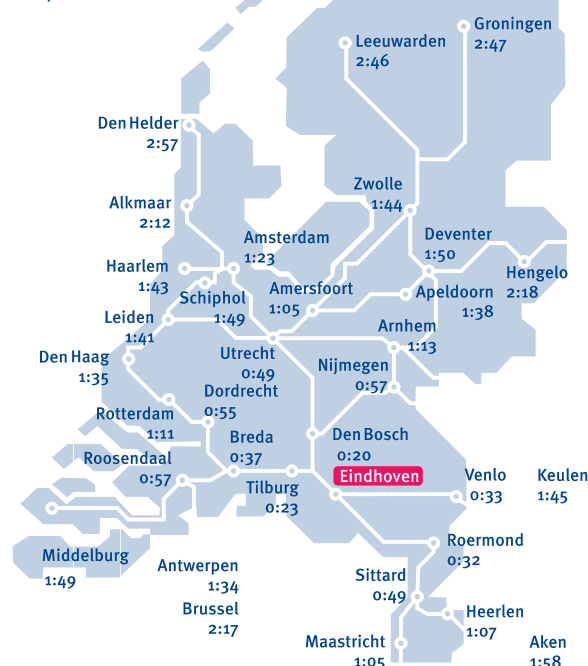 Groningen
2:47
Leeuwarden
2:46
Den Helder
2:57
Zwolle
1:44
Alkmaar
2:12
Amsterdam
1:23
Deventer
1:50
Haarlem
1:43
Hengelo
2:18
Schiphol
1:49
Amersfoort
1:05
Apeldoorn
1:38
Leiden
1:41
Arnhem
1:13
Den Haag
1:35
Utrecht
0:49
Nijmegen
0:57
Dordrecht
0:55
Rotterdam
1:11
Breda
0:37
Den Bosch
0:20
Roosendaal
0:57
Eindhoven
Venlo
0:33
Keulen
1:45
Tilburg
0:23
Middelburg
1:49
Roermond
0:32
Antwerpen
1:34
Sittard
0:49
Brussel
2:17
Heerlen
1:07
Maastricht
1:05
Aken
1:58